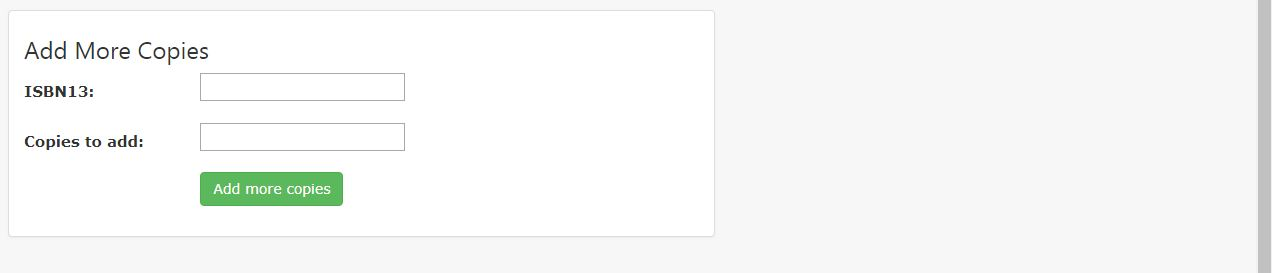 Add More Copies
ISBN13:
Copies to add:
Add more copies